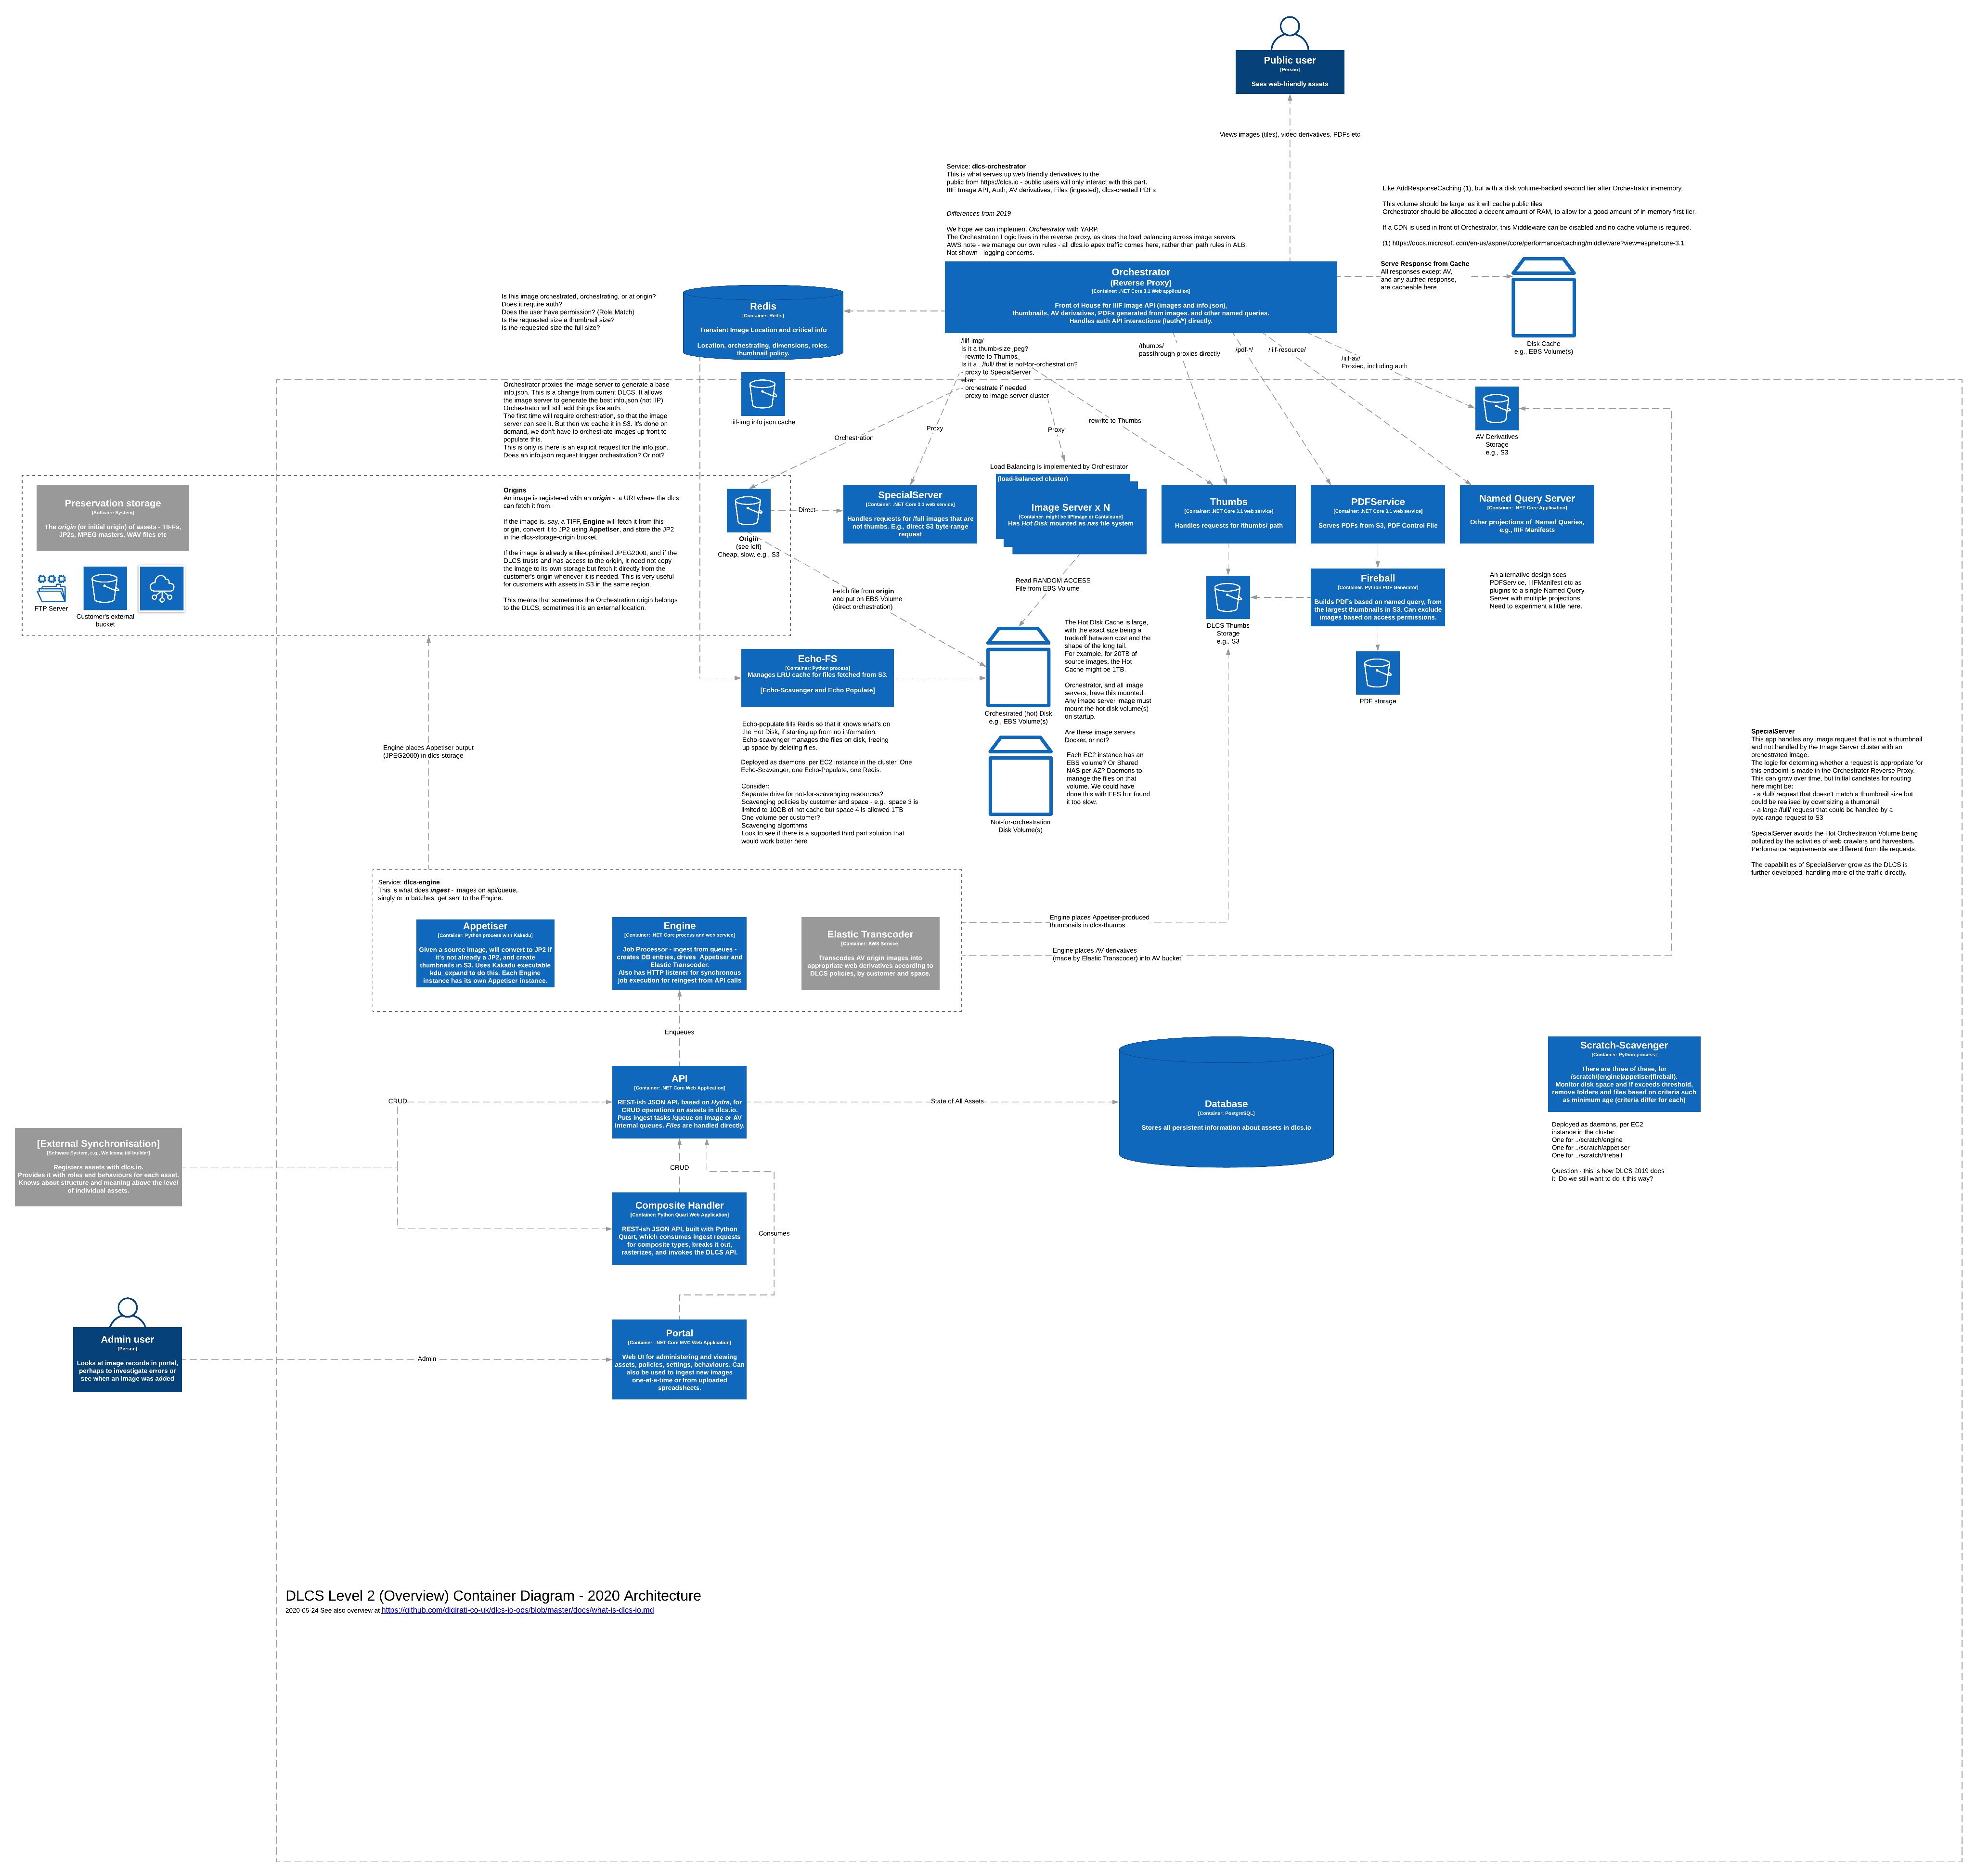 Public user
[Person]
Sees web-friendly assets
Views images (tiles), video derivatives, PDFs etc
Service: dlcs-orchestrator
This is what serves up web friendly derivatives to the
public from https://dlcs.io - public users will only interact with this part.
IIIF Image API, Auth, AV derivatives, Files (ingested), dlcs-created PDFs
Differences from 2019
We hope we can implement Orchestrator with YARP.
The Orchestration Logic lives in the reverse proxy, as does the load balancing across image servers.
AWS note - we manage our own rules - all dlcs.io apex traffic comes here, rather than path rules in ALB.
Not shown - logging concerns.
Like AddResponseCaching (1), but with a disk volume-backed second tier after Orchestrator in-memory.
This volume should be large, as it will cache public tiles.
Orchestrator should be allocated a decent amount of RAM, to allow for a good amount of in-memory first tier.
If a CDN is used in front of Orchestrator, this Middleware can be disabled and no cache volume is required.
(1) https://docs.microsoft.com/en-us/aspnet/core/performance/caching/middleware?view=aspnetcore-3.1
Orchestrator
(Reverse Proxy)
[Container: .NET Core 3.1 Web application]
Front of House for IIIF Image API (images and info.json),
thumbnails, AV derivatives, PDFs generated from images. and other named queries.
Handles auth API interactions (/auth/*) directly.
Serve Response from Cache
All responses except AV,
and any authed response,
are cacheable here.
Disk Cache
e.g., EBS Volume(s)
Is this image orchestrated, orchestrating, or at origin?
Does it require auth?
Does the user have permission? (Role Match)
Is the requested size a thumbnail size?
Is the requested size the full size?
Redis
[Container: Redis]
Transient Image Location and critical info
Location, orchestrating, dimensions, roles.
thumbnail policy.
/iiif-img/
Is it a thumb-size jpeg?
- rewrite to Thumbs,
Is it a ../full/ that is not-for-orchestration?
- proxy to SpecialServer
else
- orchestrate if needed
- proxy to image server cluster
/thumbs/
passthrough proxies directly
/pdf-*/
/iiif-resource/
/iiif-av/
Proxied, including auth
Orchestrator proxies the image server to generate a base
info.json. This is a change from current DLCS. It allows
the image server to generate the best info.json (not IIP).
Orchestrator will still add things like auth
The first time will require orchestration, so that the image
server can see it. But then we cache it in S3. It's done on
demand, we don't have to orchestrate images up front to
populate this.
This is only is there an explicit request for the info.json.
Does an info.json request trigger orchestration? Or not?
iiif-img info.json cache
Orchestration
Proxy
Proxy
rewrite to Thumbs
AV Derivatives
Storage
e.g., S3
Load Balancing is implemented by Orchestrator
Preservation storage
[Software System]
The origin (or initial origin) of assets - TIFFs,
JP2s, MPEG masters, WAV files etc
FTP Server
Customer's external
bucket
Origins
An image is registered with an origin - a URI where the dlcs
can fetch it from.
If the image is, say, a TIFF, Engine will fetch it from this
origin, convert it to JP2 using Appetiser, and store the JP2
in the dlcs-storage-origin bucket.
If the image is already a tile-optimised JPEG2000, and if the
DLCS trusts and has access to the origin, it need not copy
the image to its own storage but fetch it directly from the
customer's origin whenever it is needed. This is very useful
for customers with assets in S3 in the same region.
This means that sometimes the Orchestration origin belongs
to the DLCS, sometimes it is an external location.
Direct
Origin
(see left)
Cheap, slow, e.g., S3
SpecialServer
[Container: .NET Core 3.1 web service]
Handles requests for /full images that are
not thumbs. E.g., direct S3 byte-range
request
(load-balanced cluster)
Image Server x N
[Container: might be IIPImage or Cantaloupe]
Has Hot Disk mounted as nas file system
Thumbs
[Container: .NET Core 3.1 web service]
Handles requests for /thumbs/ path
PDFService
[Container: .NET Core 3.1 web service]
Serves PDFs from S3, PDF Control File
Named Query Server
[Container: .NET Core Application]
Other projections of Named Queries,
e.g., IIIF Manifests
Fetch file from origin
and put on EBS Volume
(direct orchestration)
Read RANDOM ACCESS
File from EBS Volume
DLCS Thumbs
Storage
e.g., S3
Fireball
[Container: Python PDF Generator]
Builds PDFs based on named query, from
the largest thumbnails in S3. Can exclude
images based on access permissions.
An alternative design sees
PDFService, IIIFManifest etc as
plugins to a single Named Query
Server with multiple projections.
Need to experiment a little here.
PDF storage
Echo-FS
[Container: Python process]
Manages LRU cache for files fetched from S3.
[Echo-Scavenger and Echo Populate]
Orchestrated (hot) Disk
e.g., EBS Volume(s)
The Hot Disk Cache is large,
with the exact size being a
tradeoff between cost and the
shape of the long tail.
For example, for 20TB of
source images, the Hot
Cache might be 1TB.
Orchestrator, and all image
servers, have this mounted.
Any image server image must
mount the hot disk volume(s)
on startup.
Are these image servers
Docker, or not?
Each EC2 instance has an
EBS volume? Or Shared
NAS per AZ? Daemons to
manage the files on that
volume. We could have
done this with EFS but found
it too slow.
Not-for-orchestration
Disk Volume(s)
Echo-populate fills Redis so that it knows what's on
the Hot Disk, if starting up from no information.
Echo-scavenger manages the files on disk, freeing
up space by deleting files.
Deployed as daemons, per EC2 instance in the cluster. One
Echo-Scavenger, one Echo-Populate, one Redis.
Consider:
Separate drive for not-for-scavenging resources?
Scavenging policies by customer and space - e.g., space 3 is
limited to 10GB of hot cache but space 4 is allowed 1TB
One volume per customer?
Scavenging algorithms
Look to see if there is a supported third part solution that
would work better here
SpecialServer
This app handles any image request that is not a thumbnail
and not handled by the Image Server cluster with an
orchestrated image.
The logic for determing whether a request is appropriate for
this endpoint is made in the Orchestrator Reverse Proxy.
This can grow over time, but initial candiates for routing
here might be:
- a /full/ request that doesn't match a thumbnail size but
could be realised by downsizing a thumbnail
- a large /full/ request that could be handled by a
byte-range request to S3
SpecialServer avoids the Hot Orchestration Volume being
polluted by the activities of web crawlers and harvesters.
Perfomance requirements are different from tile requests.
The capabilities of SpecialServer grow as the DLCS is
further developed, handling more of the traffic directly.
Engine places Appetiser output
(JPEG2000) in dlcs-storage
Service: dlcs-engine
This is what does ingest - images on api/queue,
singly or in batches, get sent to the Engine.
Appetiser
[Container: Python process with Kakadu]
Given a source image, will convert to JP2 if
it's not already a JP2, and create
thumbnails in S3. Uses Kakadu executable
kdu_expand to do this. Each Engine
instance has its own Appetiser instance.
Engine
[Container: .NET Core process and web service]
Job Processor - ingest from queues -
creates DB entries, drives Appetiser and
Elastic Transcoder.
Also has HTTP listener for synchronous
job execution for reingest from API calls
Elastic Transcoder
[Container: AWS Service]
Transcodes AV origin images into
appropriate web derivatives according to
DLCS policies, by customer and space.
Engine places Appetiser-produced
thumbnails in dlcs-thumbs
Engine places AV derivatives
(made by Elastic Transcoder) into AV bucket
Enqueues
API
[Container: .NET Core Web Application]
REST-ish JSON API, based on Hydra, for
CRUD operations on assets in dlcs.io.
Puts ingest tasks /queue on image or AV
internal queues. Files are handled directly.
CRUD
State of All Assets
Database
[Container: PostgreSQL]
Stores all persistent information about assets in dlcs.io
Scratch-Scavenger
[Container: Python process]
There are three of these, for
/scratch/(engine|appetiser|fireball).
Monitor disk space and if exceeds threshold,
remove folders and files based on criteria such
as minimum age (criteria differ for each)
Deployed as daemons, per EC2
instance in the cluster.
One for ../scratch/engine
One for ../scratch/appetiser
One for ../scratch/fireball
Question - this is how DLCS 2019 does
it. Do we still want to do it this way?
[External Synchronisation]
[Software System, e.g., Wellcome iiif-builder]
Registers assets with dlcs.io.
Provides it with roles and behaviours for each asset.
Knows about structure and meaning above the level
of individual assets.
CRUD
Composite Handler
[Container: Python Quart Web Application]
REST-ish JSON API, built with Python
Quart, which consumes ingest requests
for composite types, breaks it out,
rasterizes, and invokes the DLCS API.
Consumes
Admin user
[Person]
Looks at image records in portal,
perhaps to investigate errors or
see when an image was added
Admin
Portal
[Container: .NET Core MVC Web Application]
Web UI for administering and viewing
assets, policies, settings, behaviours. Can
also be used to ingest new images
one-at-a-time or from uploaded
spreadsheets.
DLCS Level 2 (Overview) Container Diagram - 2020 Architecture
2020-05-24 See also overview at https://github.com/digirati-co-uk/dlcs-io-ops/blob/master/docs/what-is-dlcs-io.md